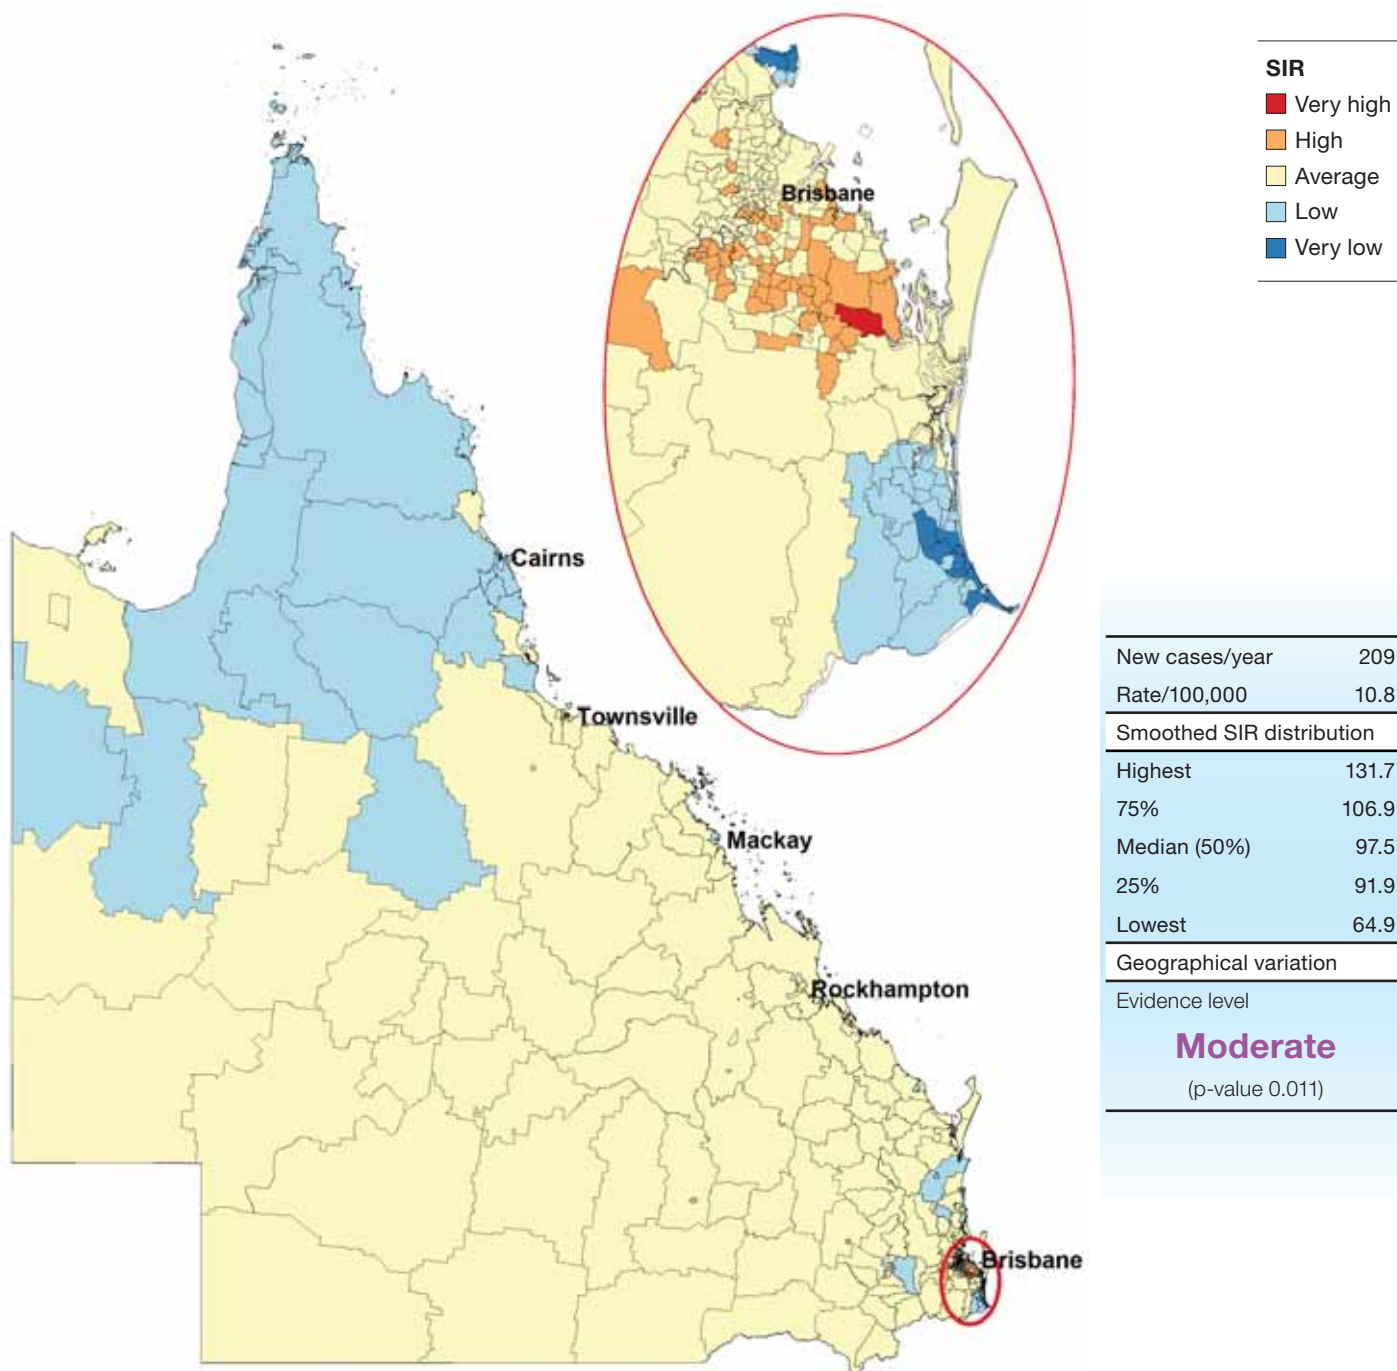 SIR
Very high
High
Average
Low
Very low
Brisbane
Cairns
Townsville
Mackay
Rockhampton
Brisbane
New cases/year 209
Rate/100,000 10.8
Smoothed SIR distribution
Highest 131.7
75% 106.9
Median (50%) 97.5
25% 91.9
Lowest 64.9
Geographical variation
Evidence level
Moderate
(p-value 0.011)